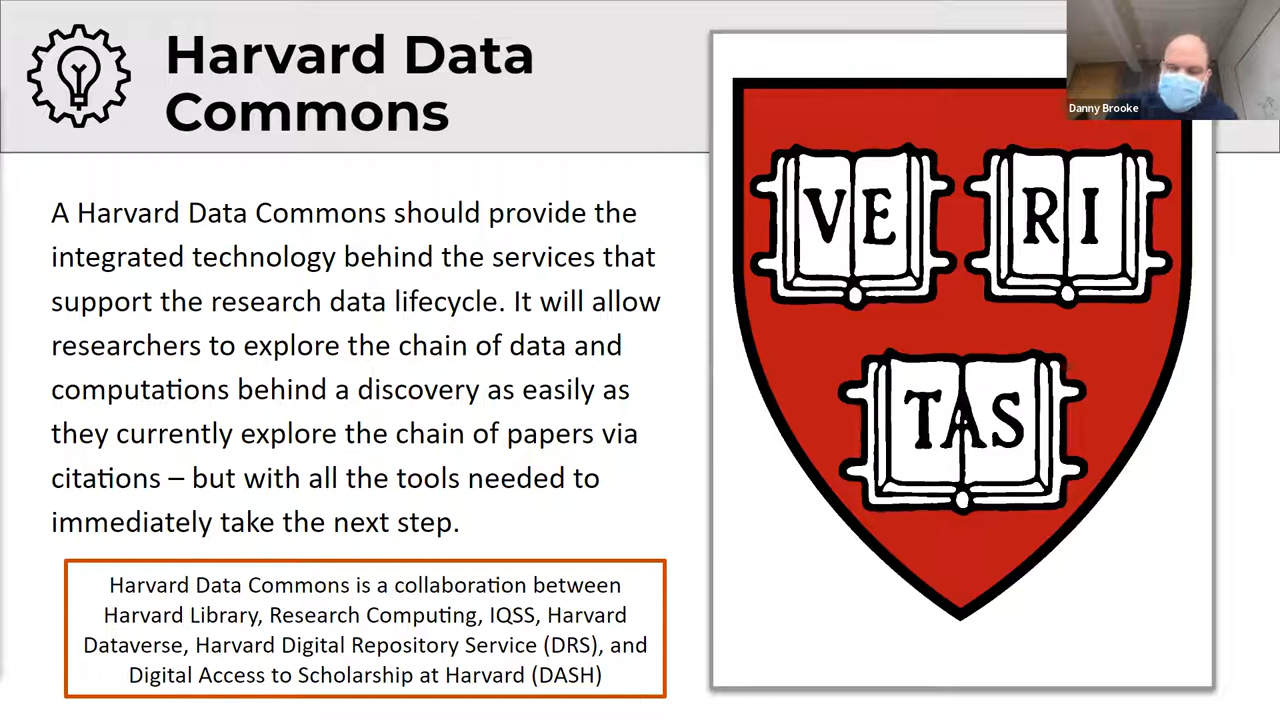 Harvard Data
Commons
Danny Brooke
A Harvard Data Commons should provide the
integrated technology behind the services that
support the research data lifecycle. It will allow
researchers to explore the chain of data and
computations behind a discovery as easily as
they currently explore the chain of papers via
citations – but with all the tools needed to
immediately take the next step.
Harvard Data Commons is a collaboration between
Harvard Library, Research Computing, IQSS, Harvard
Dataverse, Harvard Digital Repository Service (DRS), and
Digital Access to Scholarship at Harvard (DASH)
VE RI
TAS